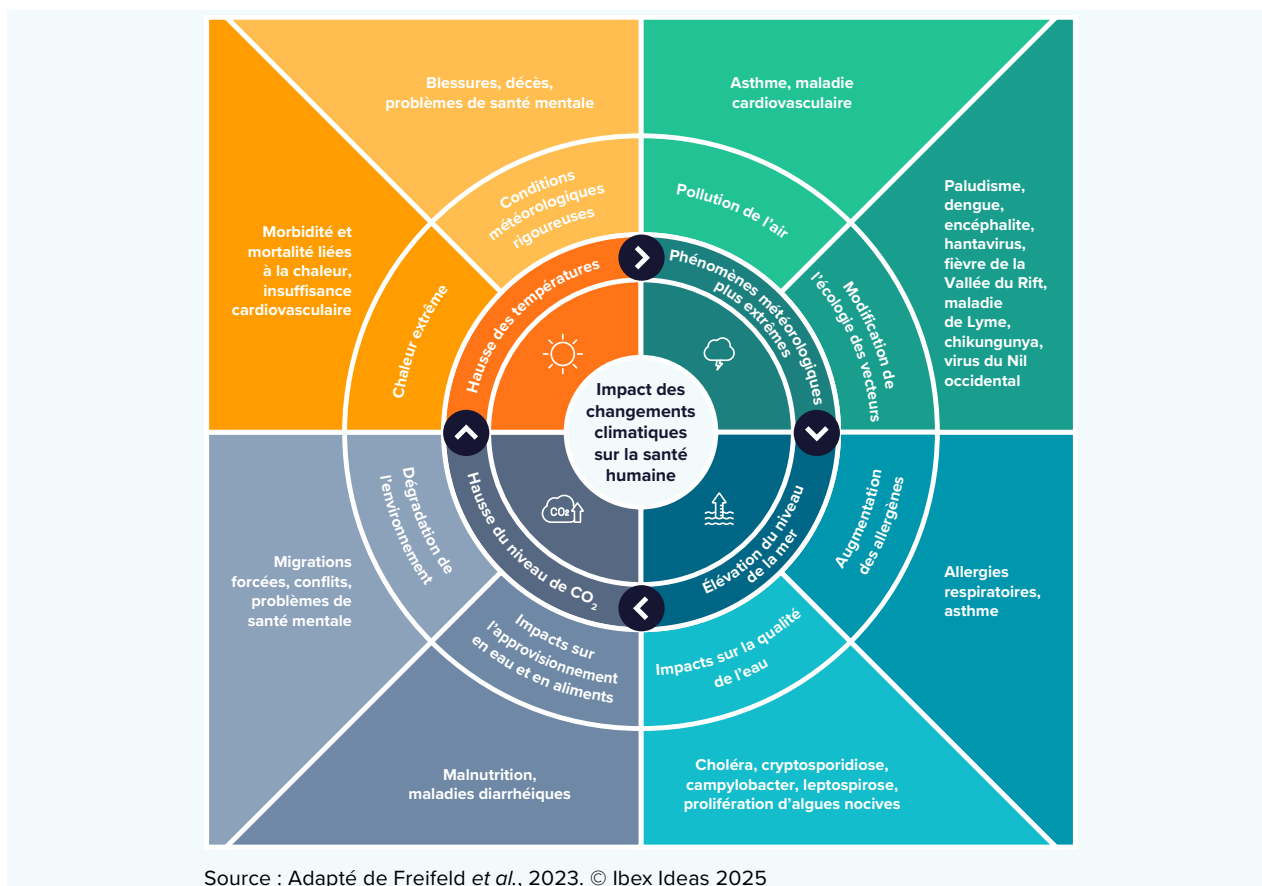 Blessures, décès,
problèmes de santé mentale
Asthme, maladie
cardiovasculaire
Conditions
météorologiques
rigoureuses
Pollution de l'air
Morbidité et
mortalité liées
à la chaleur,
insuffisance
cardiovasculaire
Chaleur extrême
Hausse des températures
Phénomènes météorologiques
plus extrêmes
Modification de
l'écologie des vecteurs
Paludisme,
dengue,
encéphalite,
hantavirus,
fièvre de la
Vallée du Rift,
maladie
de Lyme,
chikungunya,
virus du Nil
occidental
Impact des
changements
climatiques
sur la santé
humaine
Dégradation de
l'environnement
Hausse du niveau de CO₂
CO₂
Élévation du niveau
de la mer
Augmentation
des allergènes
Migrations
forcées, conflits,
problèmes de
santé mentale
Allergies
respiratoires,
asthme
Impacts sur
l'approvisionnement
en eau et en aliments
Impacts sur la qualité
de l'eau
Malnutrition,
maladies diarrhéiques
Choléra, cryptosporidiose,
campylobacter, leptospirose,
prolifération d'algues nocives
Source : Adapté de Freifeld et al., 2023. © Ibex Ideas 2025